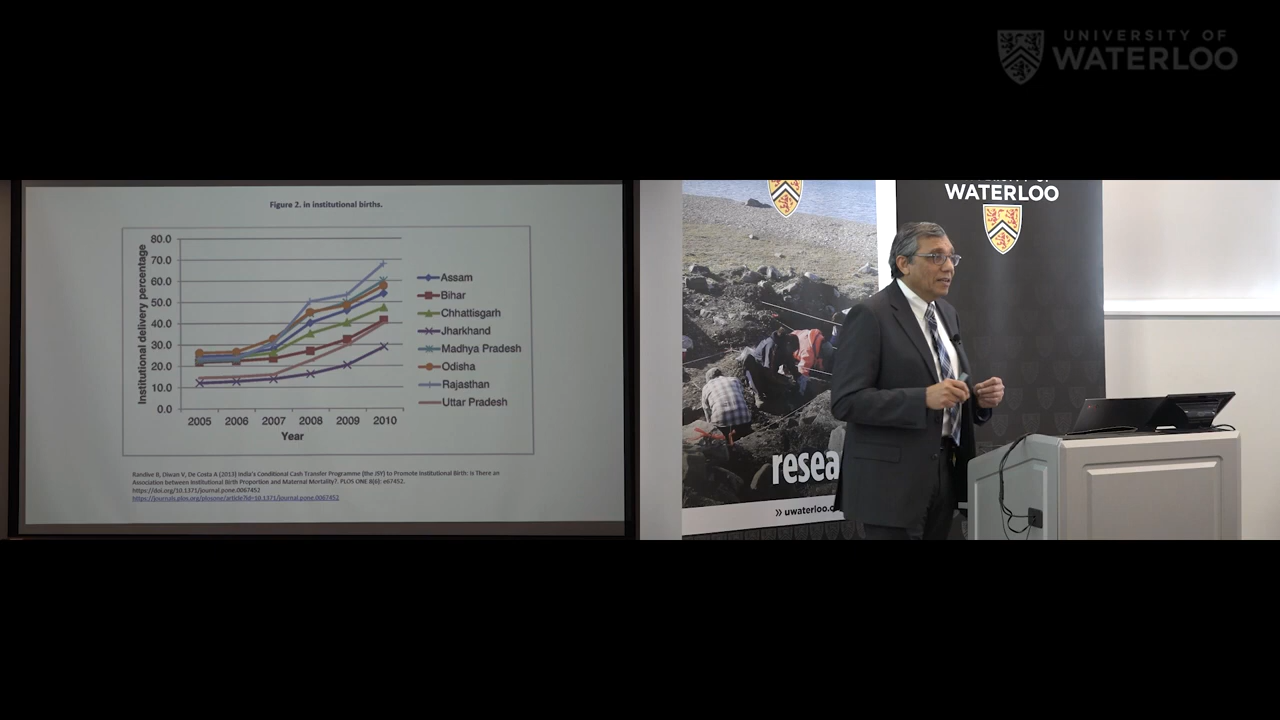 UNIVERSITY OF
WATERLOO
Figure 2. in institutional births.
Institutional delivery percentage
80.0
70.0
60.0
50.0
40.0
30.0
20.0
10.0
0.0
2005 2006 2007 2008 2009 2010
Year
Assam
Bihar
Chhattisgarh
Jharkhand
Madhya Pradesh
Odisha
Rajasthan
Uttar Pradesh
Randive B, Diwan V, De Costa A (2013) India's Conditional Cash Transfer Programme (the JSY) to Promote Institutional Birth: Is There an
Association between Institutional Birth Proportion and Maternal Mortality?. PLOS ONE 8(6): e67452.
https://doi.org/10.1371/journal.pone.0067452
https://journals.plos.org/plosone/article?id=10.1371/journal.pone.0067452
WATERLOO
resea
» uwaterloo.c